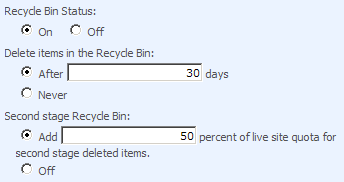 Recycle Bin Status:
On Off
Delete items in the Recycle Bin:
After 30 days
Never
Second stage Recycle Bin:
Add 50 percent of live site quota for
second stage deleted items.
Off